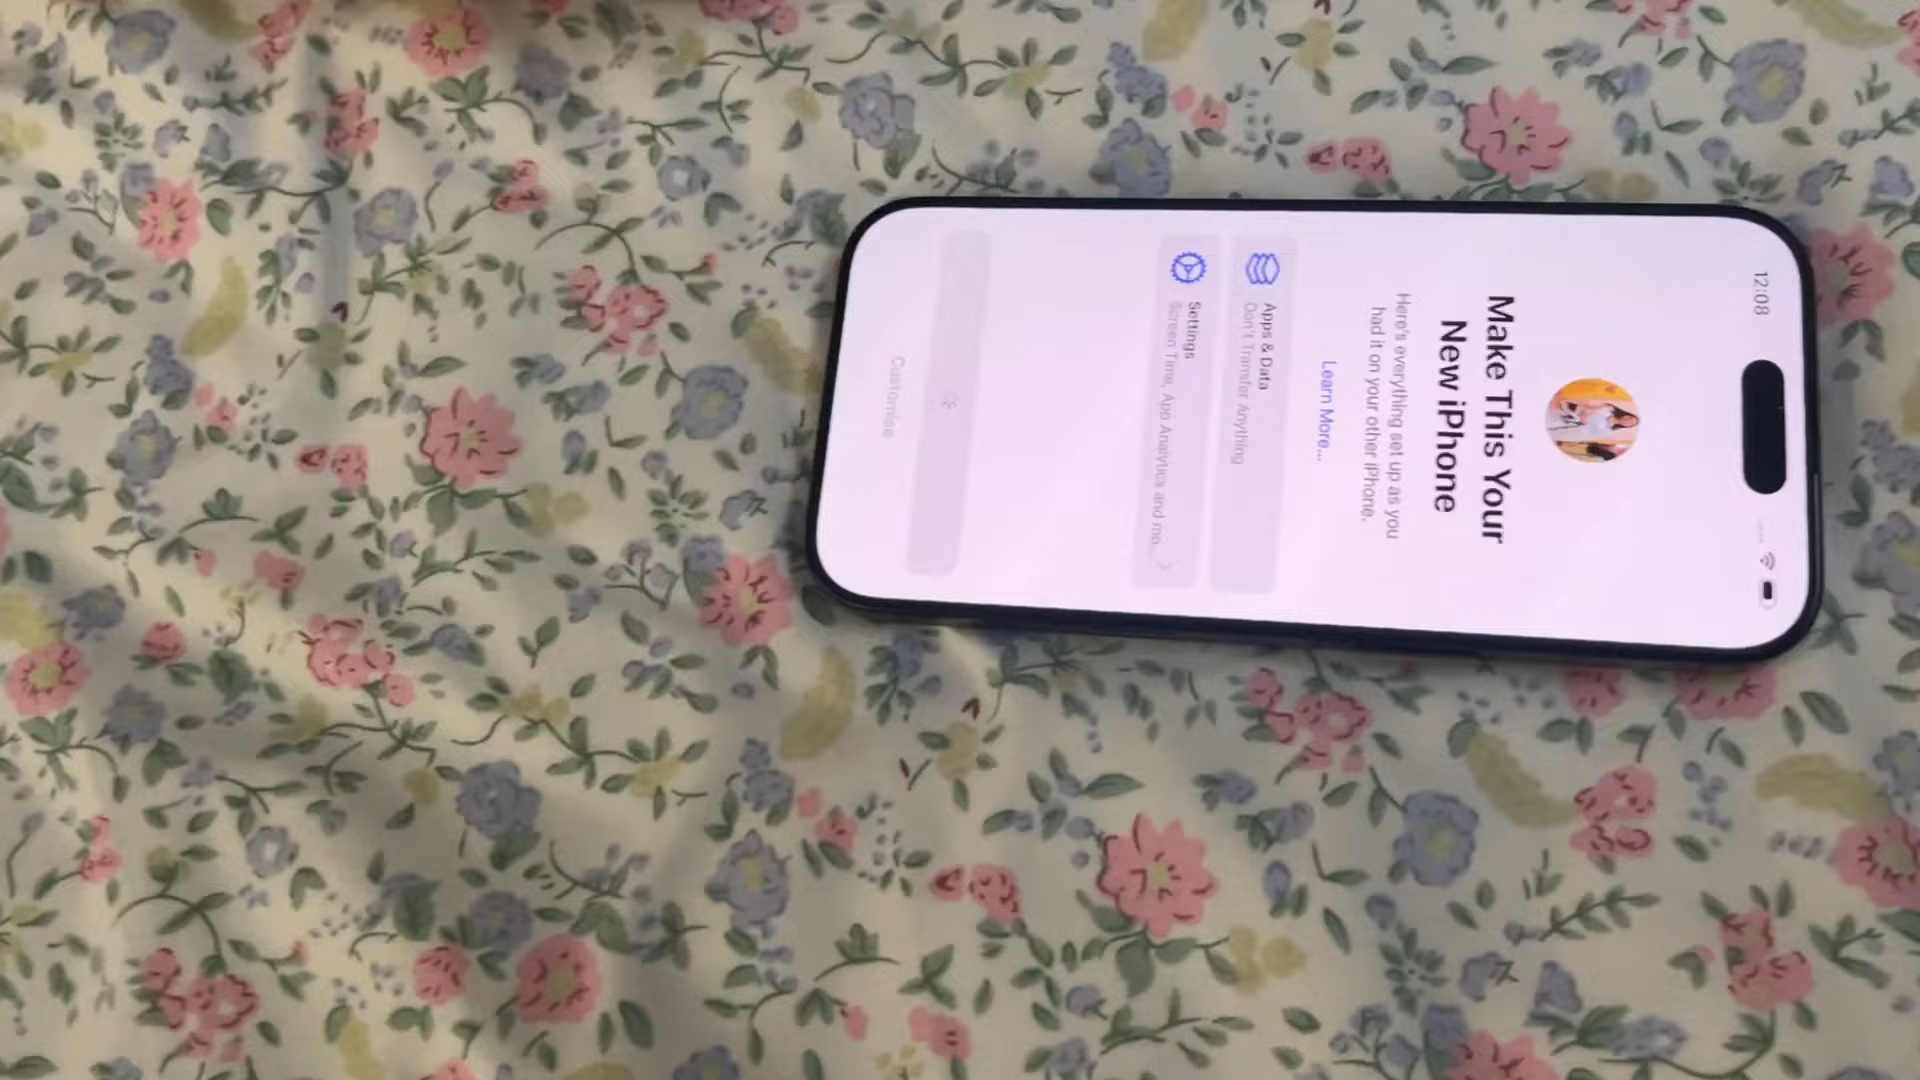 12:08
Make This Your
New iPhone
Here's everything set up as you
had it on your other iPhone.
Learn More...
Apps & Data
Don't Transfer Anything
Settings
Screen Time, App Analytics and mo...
Customise